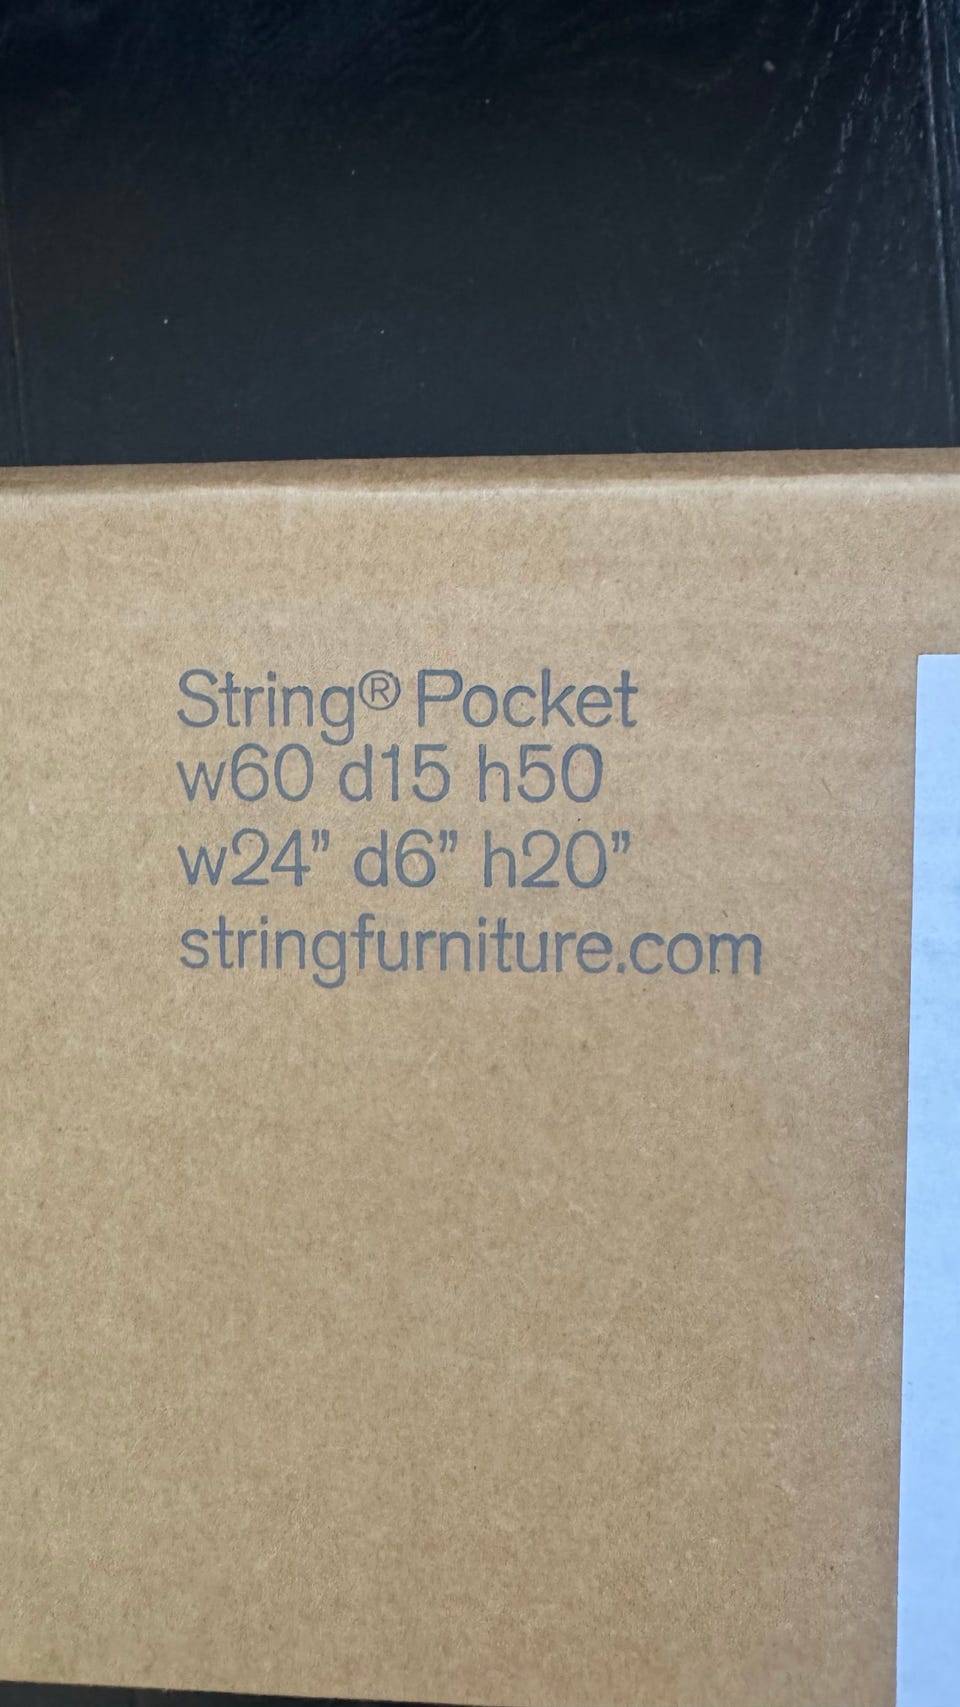 String® Pocket
w60 d15 h50
w24” d6” h20”
stringfurniture.com